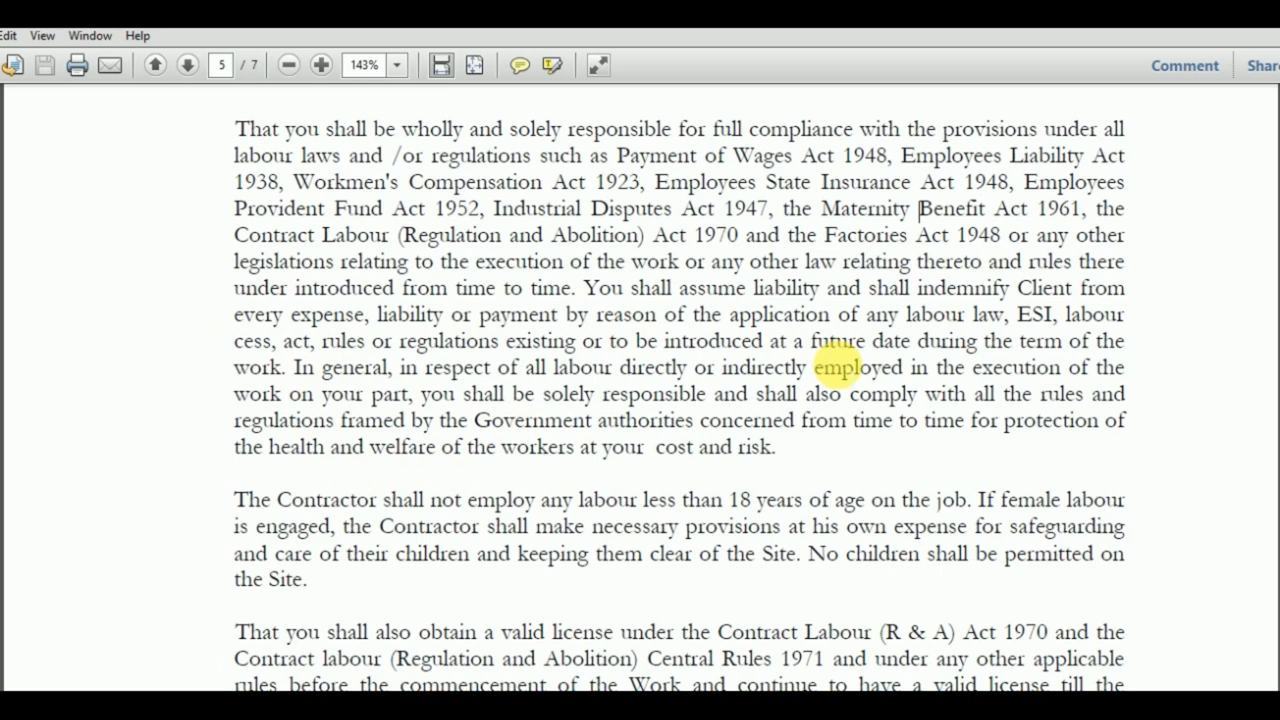 Edit View Window Help
5 / 7 143% Comment Share
That you shall be wholly and solely responsible for full compliance with the provisions under all
labour laws and /or regulations such as Payment of Wages Act 1948, Employees Liability Act
1938, Workmen's Compensation Act 1923, Employees State Insurance Act 1948, Employees
Provident Fund Act 1952, Industrial Disputes Act 1947, the Maternity Benefit Act 1961, the
Contract Labour (Regulation and Abolition) Act 1970 and the Factories Act 1948 or any other
legislations relating to the execution of the work or any other law relating thereto and rules there
under introduced from time to time. You shall assume liability and shall indemnify Client from
every expense, liability or payment by reason of the application of any labour law, ESI, labour
cess, act, rules or regulations existing or to be introduced at a future date during the term of the
work. In general, in respect of all labour directly or indirectly employed in the execution of the
work on your part, you shall be solely responsible and shall also comply with all the rules and
regulations framed by the Government authorities concerned from time to time for protection of
the health and welfare of the workers at your cost and risk.
The Contractor shall not employ any labour less than 18 years of age on the job. If female labour
is engaged, the Contractor shall make necessary provisions at his own expense for safeguarding
and care of their children and keeping them clear of the Site. No children shall be permitted on
the Site.
That you shall also obtain a valid license under the Contract Labour (R & A) Act 1970 and the
Contract labour (Regulation and Abolition) Central Rules 1971 and under any other applicable
rules before the commencement of the Work and continue to have a valid license till the